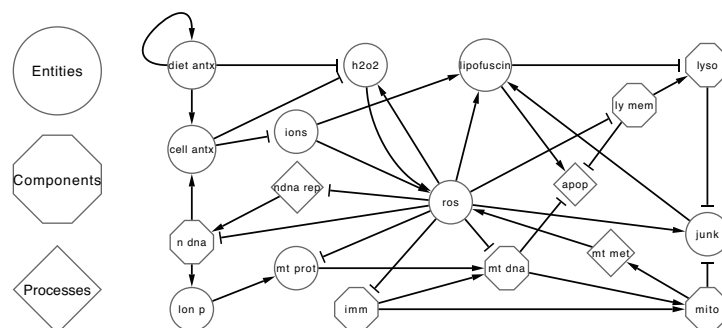 Entities
Components
Processes
diet antx
h2o2
lipofuscin
lyso
ly mem
ions
cell antx
ndna rep
apop
ros
n dna
junk
mt met
mt prot
mt dna
lon p
imm
mito